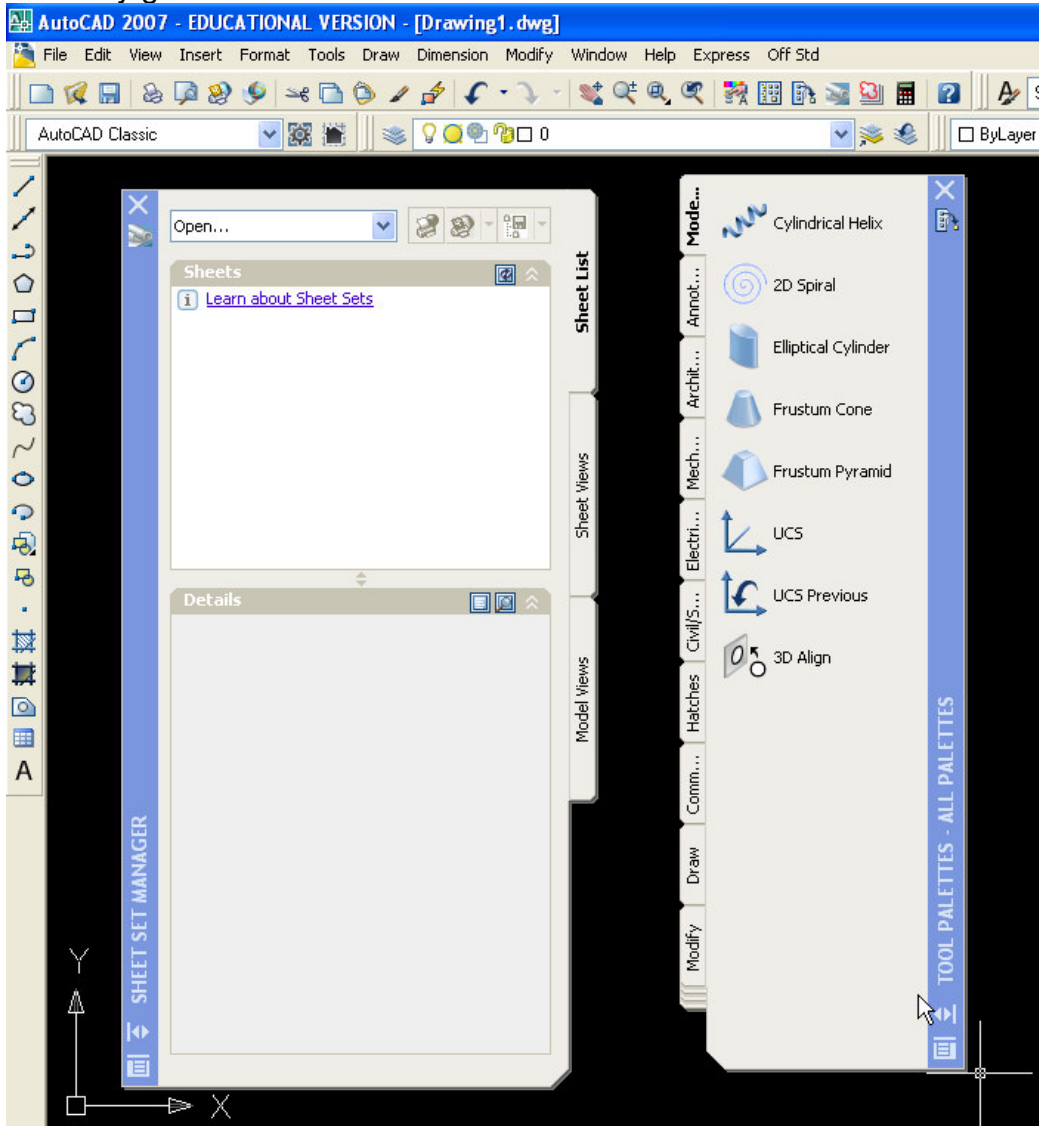 AutoCAD 2007 - EDUCATIONAL VERSION - [Drawing1.dwg]
File Edit View Insert Format Tools Draw Dimension Modify Window Help Express Off Std
AutoCAD Classic 0 ByLayer
Open...
Sheets
Learn about Sheet Sets
Details
Sheet List
Sheet Views
Model Views
SHEET SET MANAGER
Mode...
Annot...
Archit...
Mech...
Electri...
Civil/S...
Hatches
Comm...
Draw
Modify
Cylindrical Helix
2D Spiral
Elliptical Cylinder
Frustum Cone
Frustum Pyramid
UCS
UCS Previous
3D Align
TOOL PALETTES - ALL PALETTES
A
Y
X